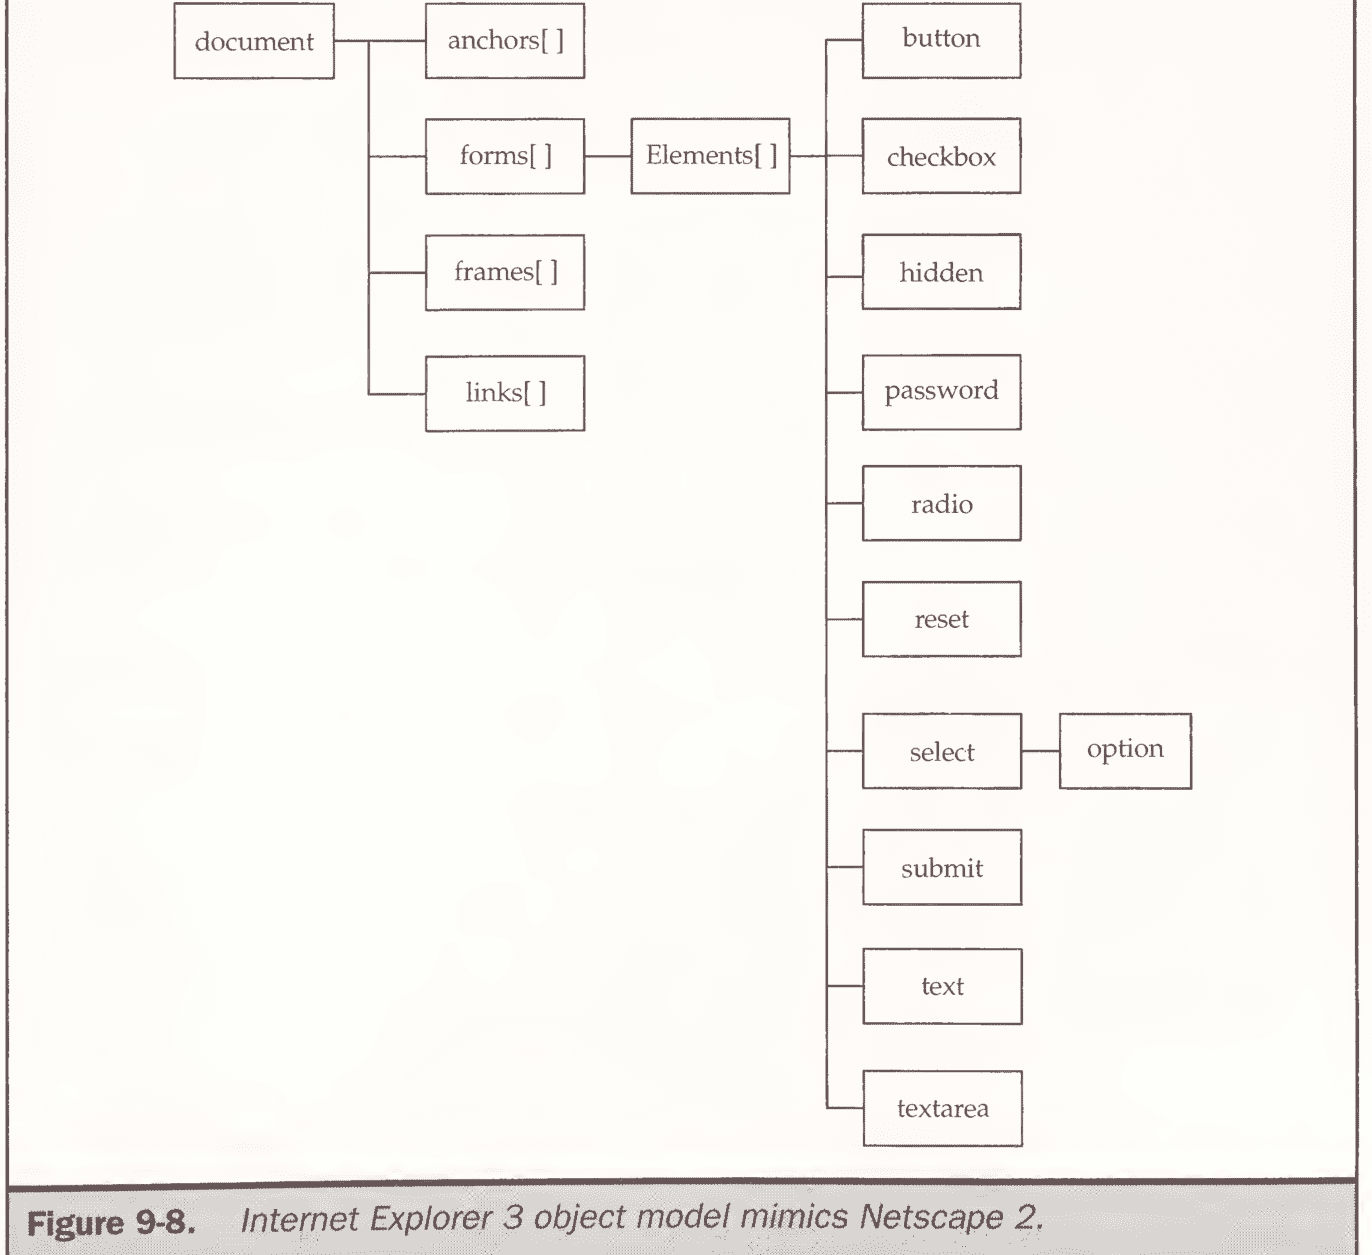 document
anchors[ ]
button
forms[ ]
Elements[ ]
checkbox
frames[ ]
hidden
links[ ]
password
radio
reset
select
option
submit
text
textarea
Figure 9-8. Internet Explorer 3 object model mimics Netscape 2.